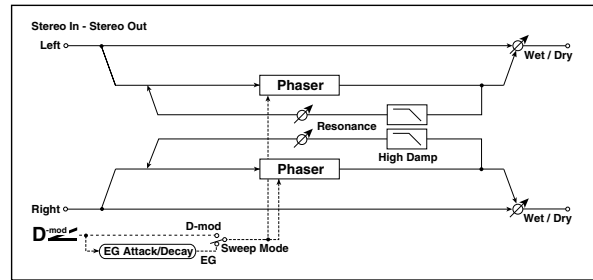 Stereo In - Stereo Out
Left
Wet / Dry
Phaser
Resonance
High Damp
Phaser
Right
Wet / Dry
D-mod
D-mod
EG Attack/Decay
EG
Sweep Mode